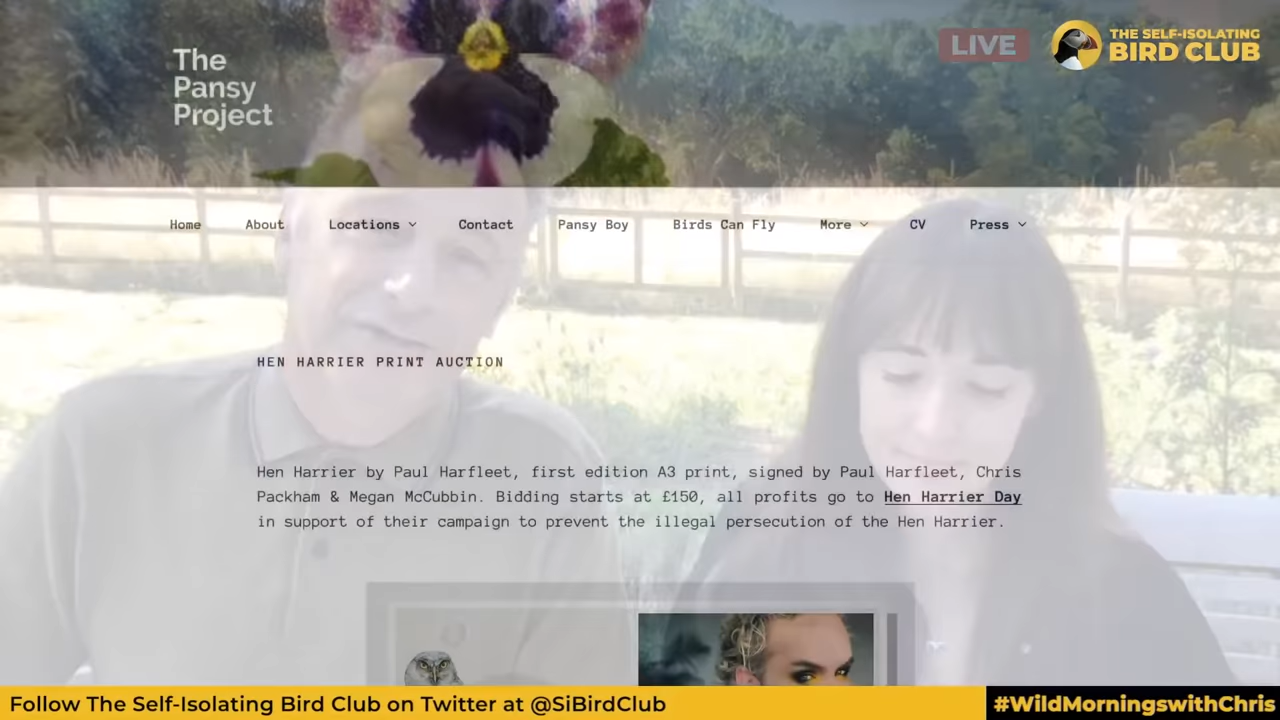 The
Pansy
Project
LIVE
THE SELF-ISOLATING
BIRD CLUB
Home About Locations Contact Pansy Boy Birds Can Fly More CV Press
HEN HARRIER PRINT AUCTION
Hen Harrier by Paul Harfleet, first edition A3 print, signed by Paul Harfleet, Chris
Packham & Megan McCubbin. Bidding starts at £150, all profits go to Hen Harrier Day
in support of their campaign to prevent the illegal persecution of the Hen Harrier.
Follow The Self-Isolating Bird Club on Twitter at @SiBirdClub
#WildMorningswithChris